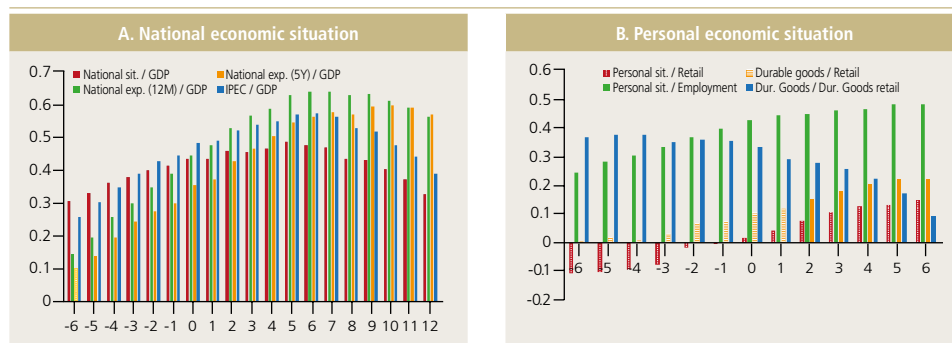 A. National economic situation
0.7
National sit. / GDP
National exp. (5Y) / GDP
National exp. (12M) / GDP
IPEC / GDP
0.6
0.5
0.4
0.3
0.2
0.1
0
-6 -5 -4 -3 -2 -1 0 1 2 3 4 5 6 7 8 9 10 11 12
B. Personal economic situation
0.6
Personal sit. / Retail
Durable goods / Retail
Personal sit. / Employment
Dur. Goods / Dur. Goods retail
0.5
0.4
0.3
0.2
0.1
0
-6 -5 -4 -3 -2 -1 0 1 2 3 4 5 6
-0.1
-0.2